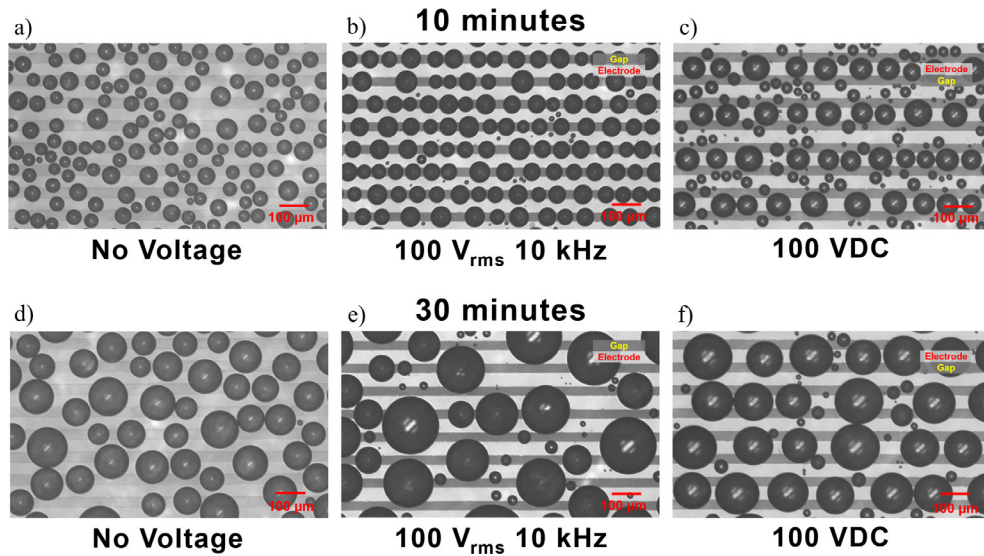 10 minutes
a)
b)
c)
Gap
Electrode
Electrode
Gap
100 µm
100 µm
100 µm
No Voltage
100 Vrms 10 kHz
100 VDC
30 minutes
d)
e)
f)
Gap
Electrode
Electrode
Gap
100 µm
100 µm
100 µm
No Voltage
100 Vrms 10 kHz
100 VDC